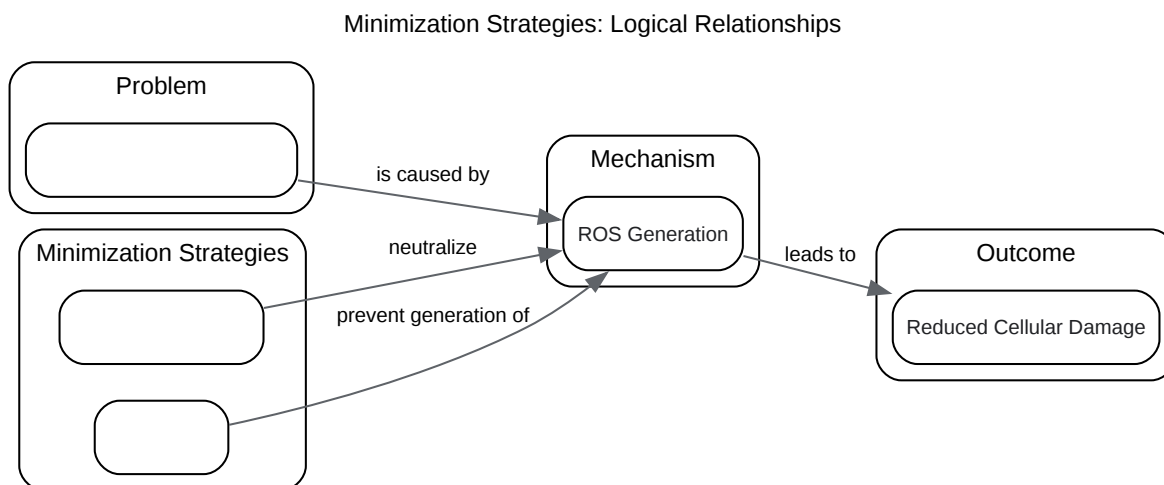 Minimization Strategies: Logical Relationships
Problem
is caused by
Mechanism
ROS Generation
Minimization Strategies
neutralize
prevent generation of
leads to
Outcome
Reduced Cellular Damage